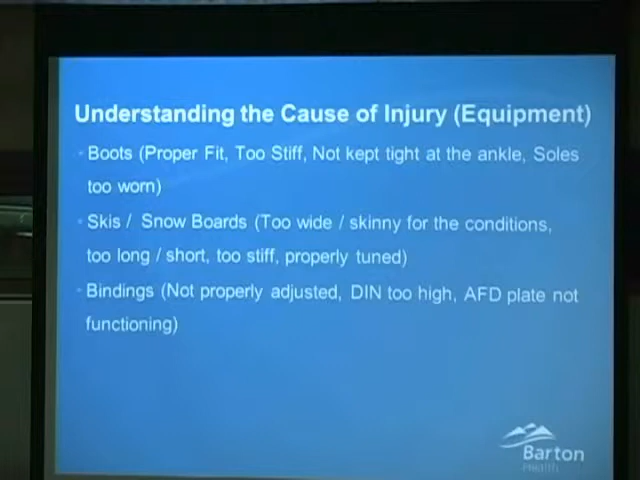 Understanding the Cause of Injury (Equipment)
Boots (Proper Fit, Too Stiff, Not kept tight at the ankle, Soles
too worn)
Skis / Snow Boards (Too wide / skinny for the conditions,
too long / short, too stiff, properly tuned)
Bindings (Not properly adjusted, DIN too high, AFD plate not
functioning)
Barton
Health